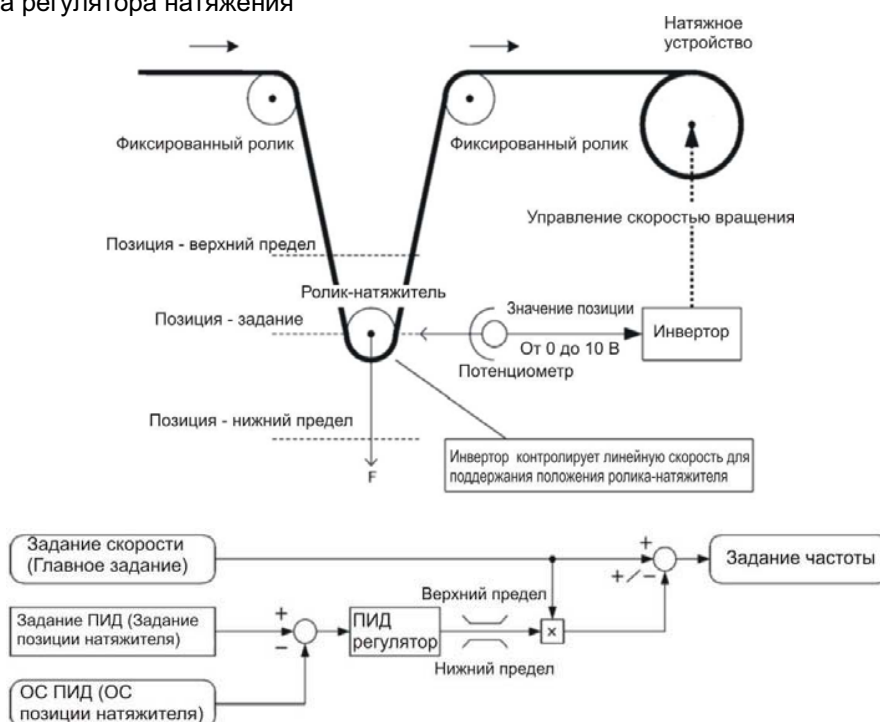 а регулятора натяжения
Натяжное
устройство
Фиксированный ролик
Фиксированный ролик
Управление скоростью вращения
Позиция - верхний предел
Ролик-натяжитель
Значение позиции
Позиция - задание
Инвертор
От 0 до 10 В
Потенциометр
Позиция - нижний предел
Инвертор контролирует линейную скорость для
поддержания положения ролика-натяжителя
F
Задание скорости
(Главное задание)
+
+/−
Задание частоты
Верхний предел
Задание ПИД (Задание
позиции натяжителя)
+
−
ПИД
регулятор
x
Нижний предел
ОС ПИД (ОС
позиции натяжителя)